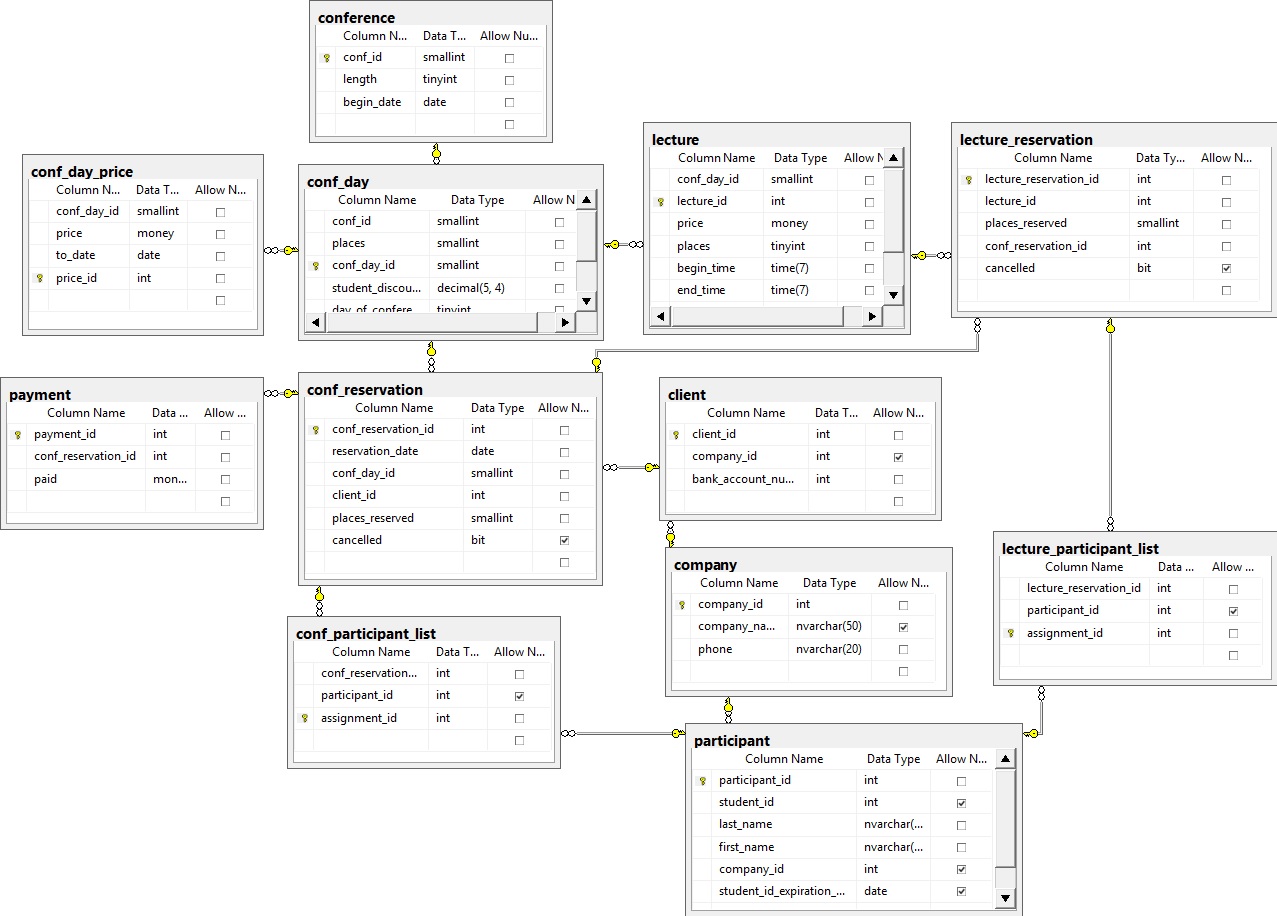 conference
Column N... Data T... Allow Nu...
conf_id smallint
length tinyint
begin_date date
conf_day_price
Column N... Data T... Allow N...
conf_day_id smallint
price money
to_date date
price_id int
conf_day
Column Name Data Type Allow N
conf_id smallint
places smallint
conf_day_id smallint
student_discou... decimal(5, 4)
day_of_confere tinyint
lecture
Column Name Data Type Allow N
conf_day_id smallint
lecture_id int
price money
places tinyint
begin_time time(7)
end_time time(7)
lecture_reservation
Column Name Data Ty... Allow N...
lecture_reservation_id int
lecture_id int
places_reserved smallint
conf_reservation_id int
cancelled bit
payment
Column Name Data ... Allow ...
payment_id int
conf_reservation_id int
paid mon...
conf_reservation
Column Name Data Type Allow N...
conf_reservation_id int
reservation_date date
conf_day_id smallint
client_id int
places_reserved smallint
cancelled bit
client
Column Name Data T... Allow N...
client_id int
company_id int
bank_account_nu... int
company
Column Name Data Type Allow N...
company_id int
company_na... nvarchar(50)
phone nvarchar(20)
lecture_participant_list
Column Name Data ... Allow ...
lecture_reservation_id int
participant_id int
assignment_id int
conf_participant_list
Column Name Data T... Allow N...
conf_reservation... int
participant_id int
assignment_id int
participant
Column Name Data Type Allow N...
participant_id int
student_id int
last_name nvarchar(...
first_name nvarchar(...
company_id int
student_id_expiration_... date